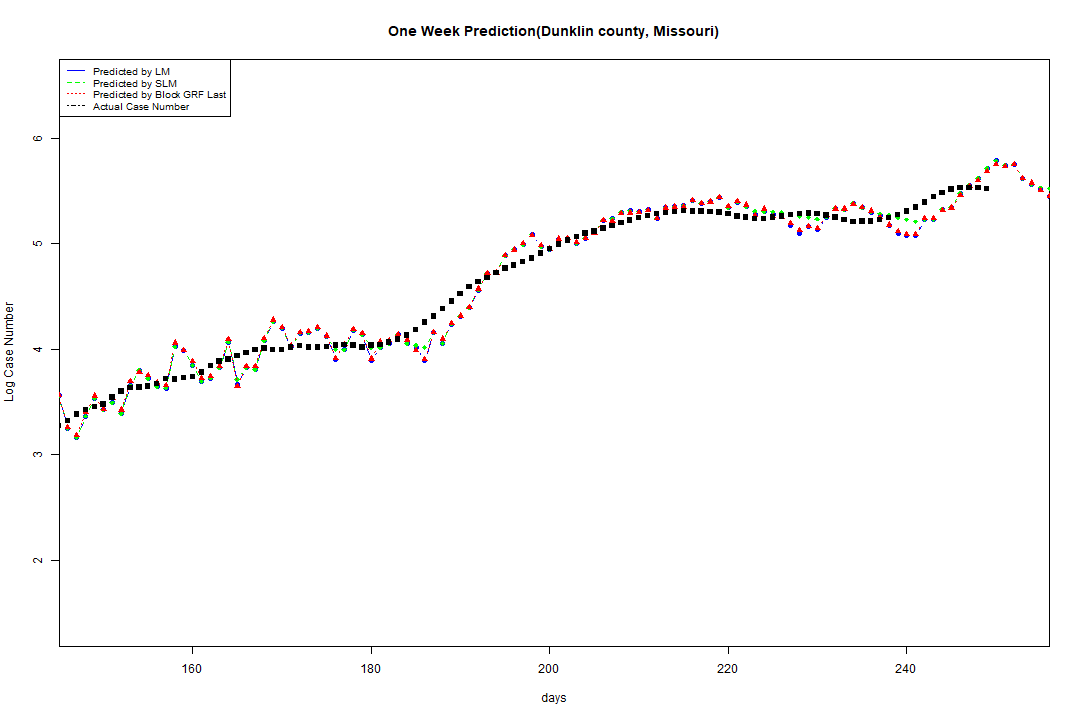 One Week Prediction(Dunklin county, Missouri)
Predicted by LM
Predicted by SLM
Predicted by Block GRF Last
Actual Case Number
6
5
4
3
2
Log Case Number
160 180 200 220 240
days